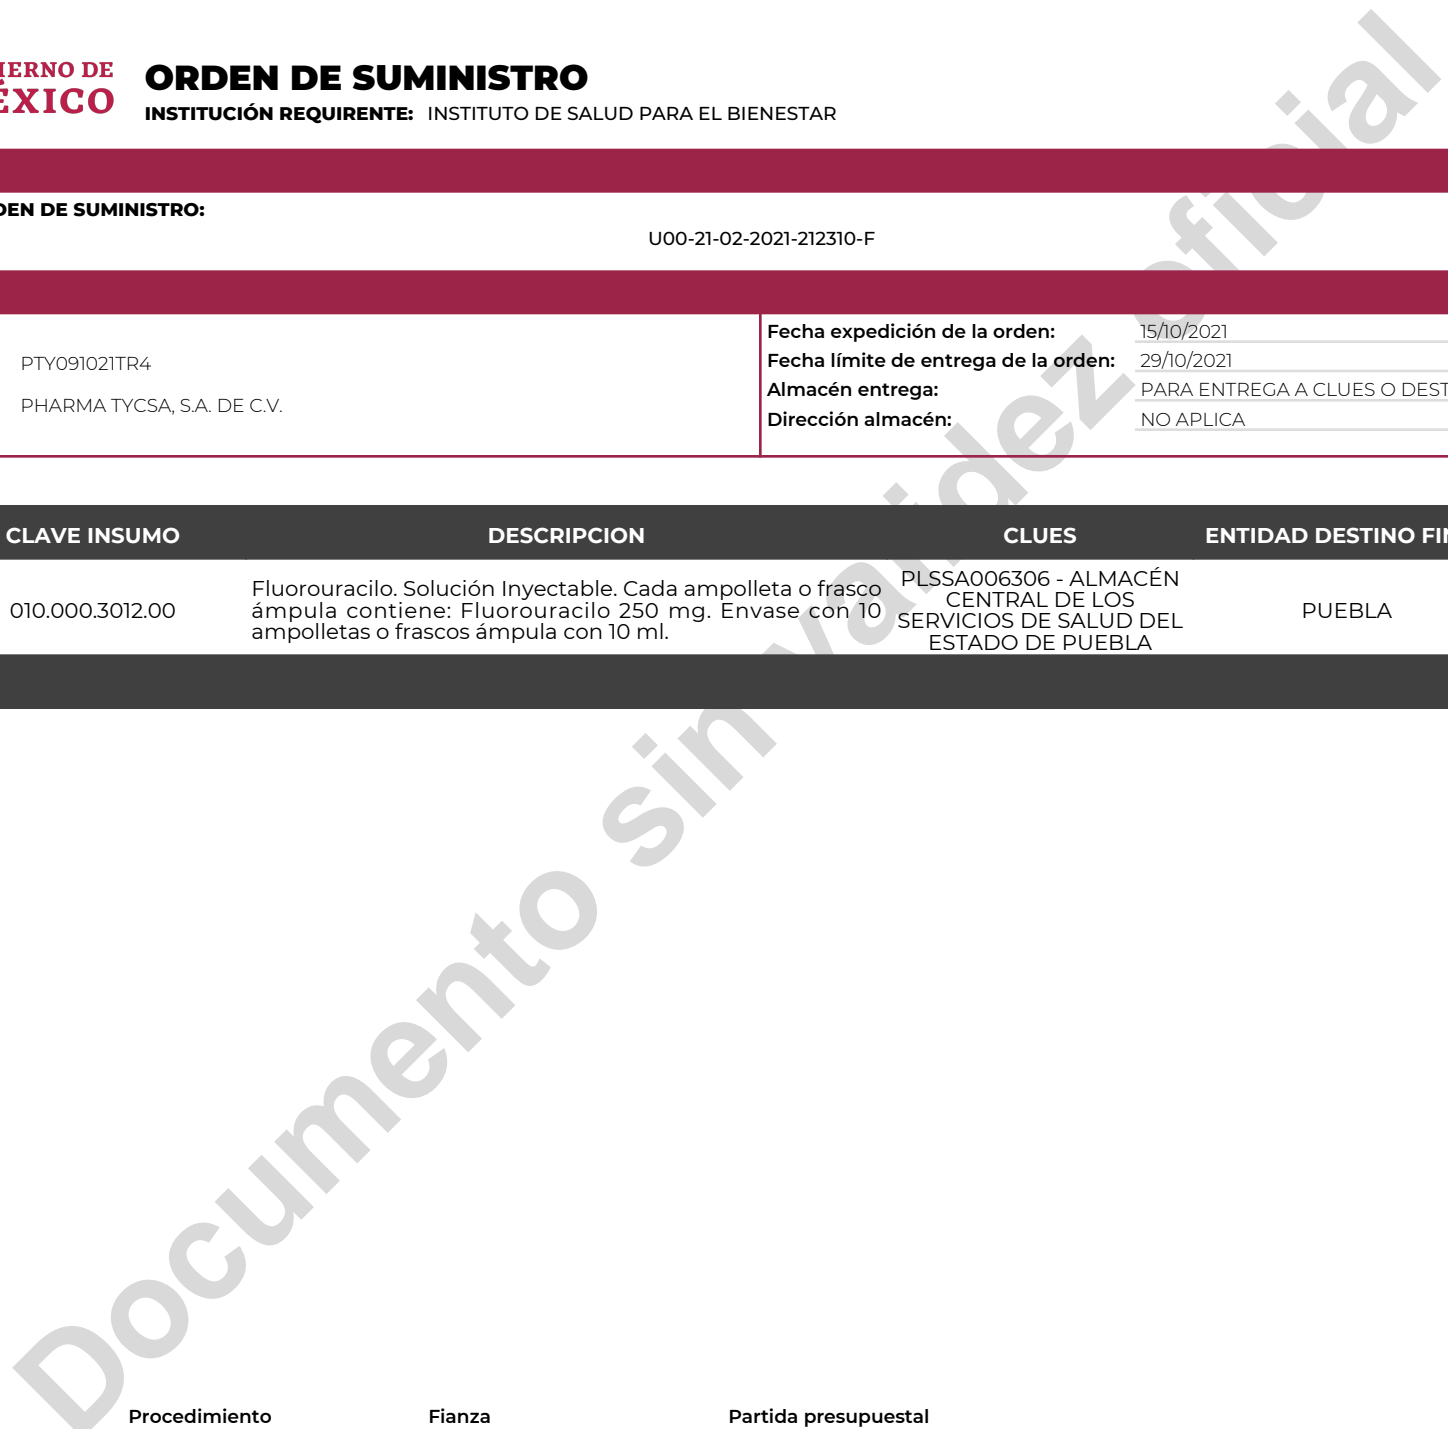 IERNO DE
ÉXICO
ORDEN DE SUMINISTRO
INSTITUCIÓN REQUIRENTE: INSTITUTO DE SALUD PARA EL BIENESTAR
DEN DE SUMINISTRO:
U00-21-02-2021-212310-F
PTY091021TR4
PHARMA TYCSA, S.A. DE C.V.
Fecha expedición de la orden: 15/10/2021
Fecha límite de entrega de la orden: 29/10/2021
Almacén entrega: PARA ENTREGA A CLUES O DEST
Dirección almacén: NO APLICA
CLAVE INSUMO DESCRIPCION CLUES ENTIDAD DESTINO FIN
010.000.3012.00
Fluorouracilo. Solución Inyectable. Cada ampolleta o frasco
ámpula contiene: Fluorouracilo 250 mg. Envase con 10
ampolletas o frascos ámpula con 10 ml.
PLSSA006306 - ALMACÉN
CENTRAL DE LOS
SERVICIOS DE SALUD DEL
ESTADO DE PUEBLA
PUEBLA
Documento sin validez oficial
Procedimiento Fianza Partida presupuestal